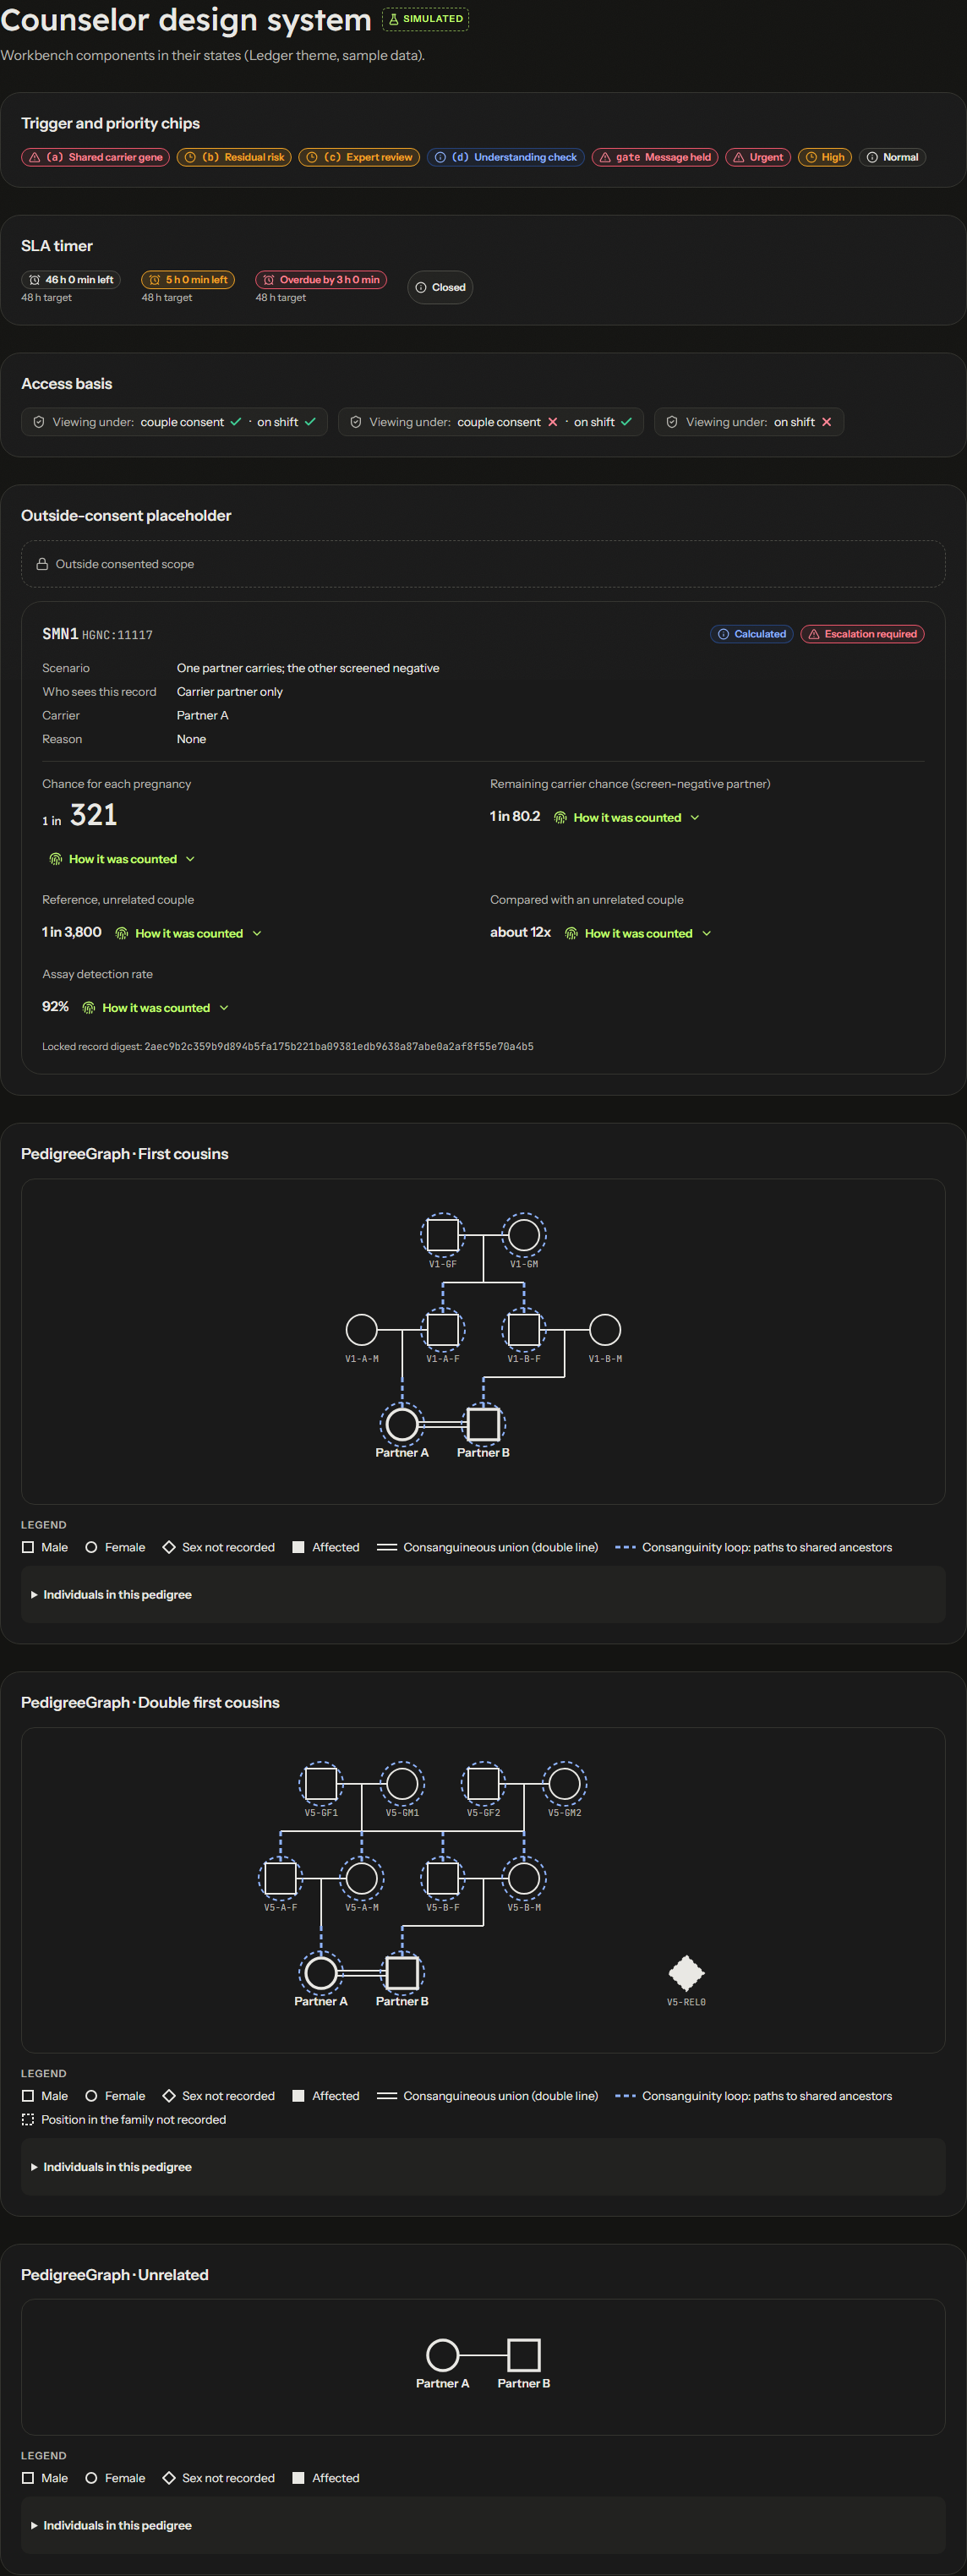 Counselor design system SIMULATED
Workbench components in their states (Ledger theme, sample data).
Trigger and priority chips
(a) Shared carrier gene (b) Residual risk (c) Expert review (d) Understanding check gate Message held Urgent High Normal
SLA timer
46 h 0 min left 5 h 0 min left Overdue by 3 h 0 min Closed
48 h target 48 h target 48 h target
Access basis
Viewing under: couple consent · on shift Viewing under: couple consent · on shift Viewing under: on shift
Outside-consent placeholder
Outside consented scope
SMN1 HGNC:11117 Calculated Escalation required
Scenario One partner carries; the other screened negative
Who sees this record Carrier partner only
Carrier Partner A
Reason None
Chance for each pregnancy Remaining carrier chance (screen-negative partner)
1 in 321 1 in 80.2 How it was counted
How it was counted
Reference, unrelated couple Compared with an unrelated couple
1 in 3,800 How it was counted about 12x How it was counted
Assay detection rate
92% How it was counted
Locked record digest: 2aec9b2c359b9d894b5fa175b221ba09381edb9638a87abe0a2af8f55e70a4b5
PedigreeGraph · First cousins
V1-GF V1-GM
V1-A-M V1-A-F V1-B-F V1-B-M
Partner A Partner B
LEGEND
Male Female Sex not recorded Affected Consanguineous union (double line) Consanguinity loop: paths to shared ancestors
Individuals in this pedigree
PedigreeGraph · Double first cousins
V5-GF1 V5-GM1 V5-GF2 V5-GM2
V5-A-F V5-A-M V5-B-F V5-B-M
Partner A Partner B V5-REL0
LEGEND
Male Female Sex not recorded Affected Consanguineous union (double line) Consanguinity loop: paths to shared ancestors
Position in the family not recorded
Individuals in this pedigree
PedigreeGraph · Unrelated
Partner A Partner B
LEGEND
Male Female Sex not recorded Affected
Individuals in this pedigree